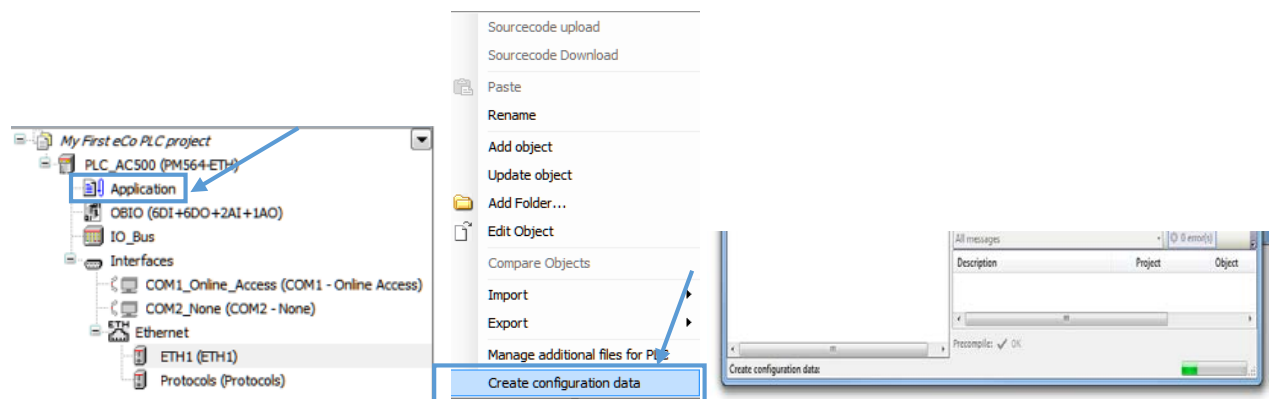 My First eCo PLC project
PLC_AC500 (PM564-ETH)
Application
OBIO (6DI+6DO+2AI+1AO)
IO_Bus
Interfaces
COM1_Online_Access (COM1 - Online Access)
COM2_None (COM2 - None)
ETH
Ethernet
ETH1 (ETH1)
Protocols (Protocols)
Sourcecode upload
Sourcecode Download
Paste
Rename
Add object
Update object
Add Folder...
Edit Object
Compare Objects
Import
Export
Manage additional files for PLC
Create configuration data
All messages
0 error(s)
Description Project Object
Precompile: OK
Create configuration data: